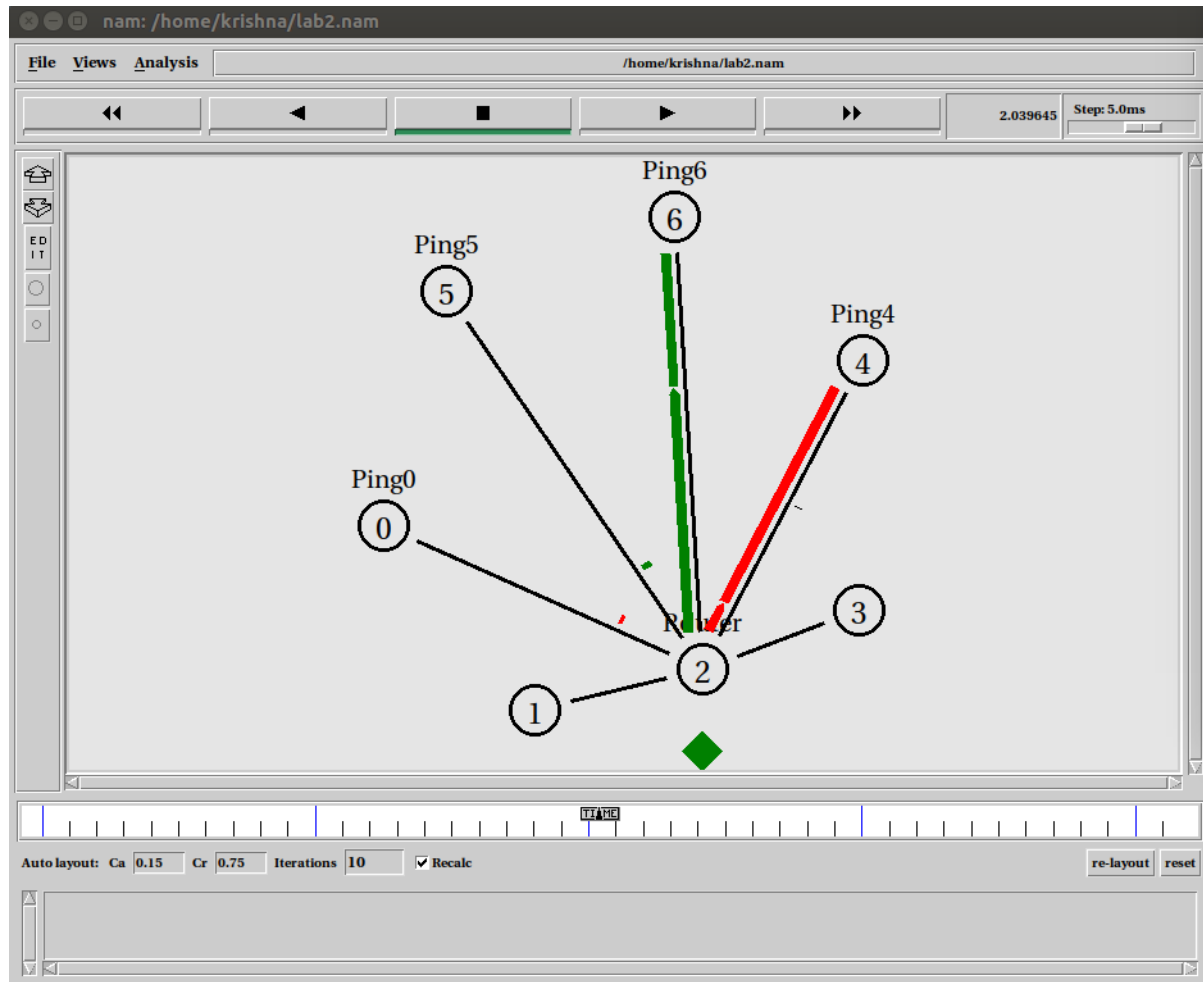 nam: /home/krishna/lab2.nam
File Views Analysis /home/krishna/lab2.nam
2.039645 Step: 5.0ms
ED
IT
Ping6
6
Ping5
5
Ping4
4
Ping0
0
3
Router
2
1
TIME
Auto layout: Ca 0.15 Cr 0.75 Iterations 10 Recalc re-layout reset